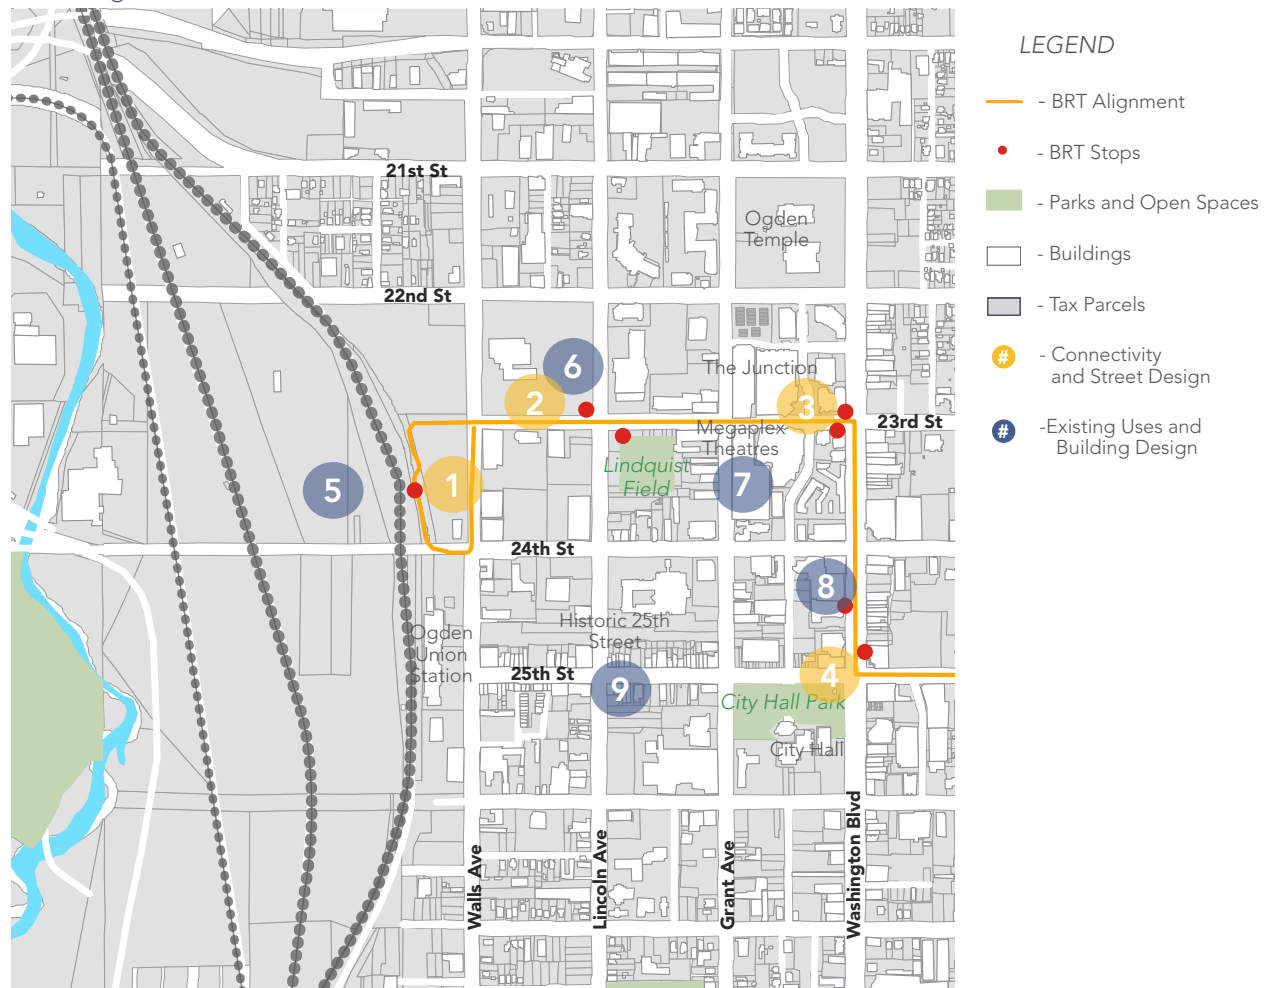 LEGEND
- BRT Alignment
- BRT Stops
- Parks and Open Spaces
- Buildings
- Tax Parcels
# - Connectivity
and Street Design
# -Existing Uses and
Building Design
21st St
Ogden
Temple
22nd St
6
The Junction
2
3
23rd St
Megaplex
Theatres
Lindquist
Field
5
1
7
24th St
8
Historic 25th
Street
Ogden
Union
Station
25th St
4
9
City Hall Park
City Hall
Walls Ave
Lincoln Ave
Grant Ave
Washington Blvd